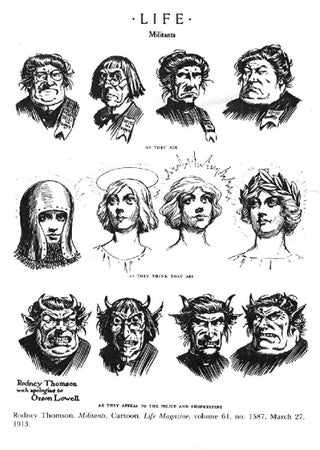 · LIFE ·
Militants
AS THEY ARE
AS THEY THINK THEY ARE
Rodney Thomson
with apologies to
Orson Lowell
AS THEY APPEAR TO THE POLICE AND SHOPKEEPERS
Rodney Thomson, Militants. Cartoon. Life Magazine, volume 61, no. 1587, March 27,
1913.